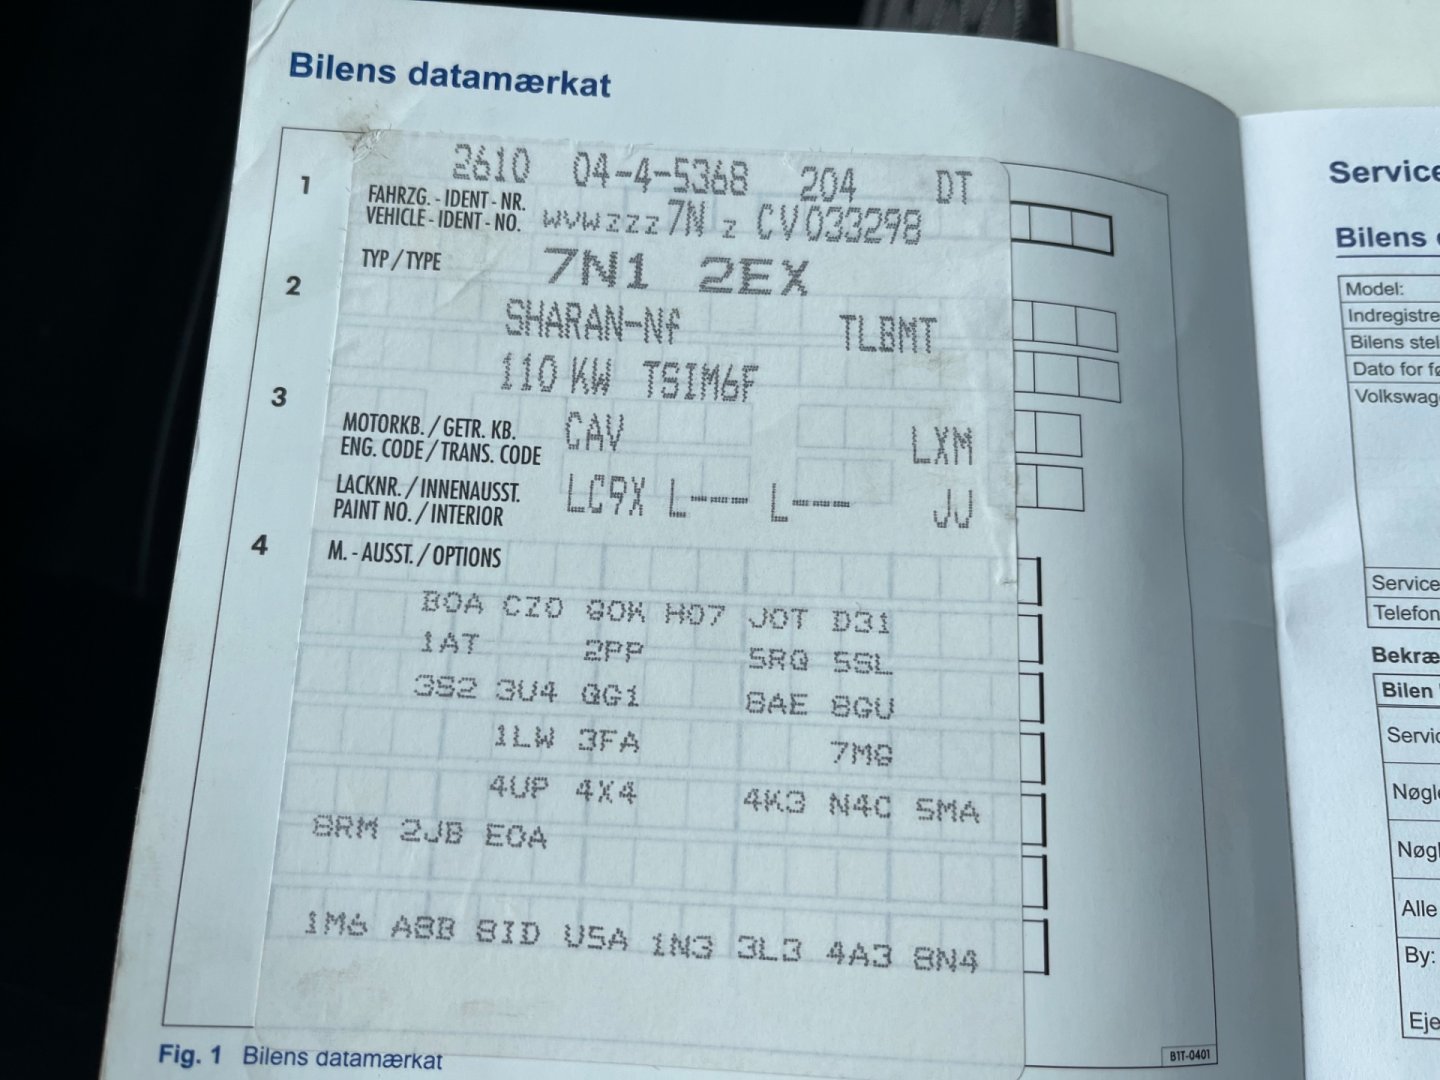 Bilens datamærkat
2610 04-4-5368 204 DT
1
FAHRZG. - IDENT - NR.
VEHICLE - IDENT - NO. WVWZZZ7N Z CV033298
TYP / TYPE 7N1 2EX
2
SHARAN-Nf TLBMT
110 KW TSIM6F
3
MOTORKB. / GETR. KB. CAV LXM
ENG. CODE / TRANS. CODE
LACKNR. / INNENAUSST. LC9X L--- L--- JJ
PAINT NO. / INTERIOR
4
M. - AUSST. / OPTIONS
B0A CZ0 G0K H07 J0T D31
1AT 2PP 5RQ 5SL
3S2 3U4 QG1 8AE 8GU
1LW 3FA 7MG
4UP 4X4 4K3 N4C 5MA
8RM 2JB E0A
1M6 A8B 8ID U5A 1N3 3L3 4A3 8N4
Fig. 1 Bilens datamærkat
B1T-0401
Service
Bilens
Model:
Indregistre
Bilens stel
Dato for fø
Volkswag
Service
Telefon
Bekræ
Bilen
Servic
Nøgl
Nøgl
Alle
By:
Eje